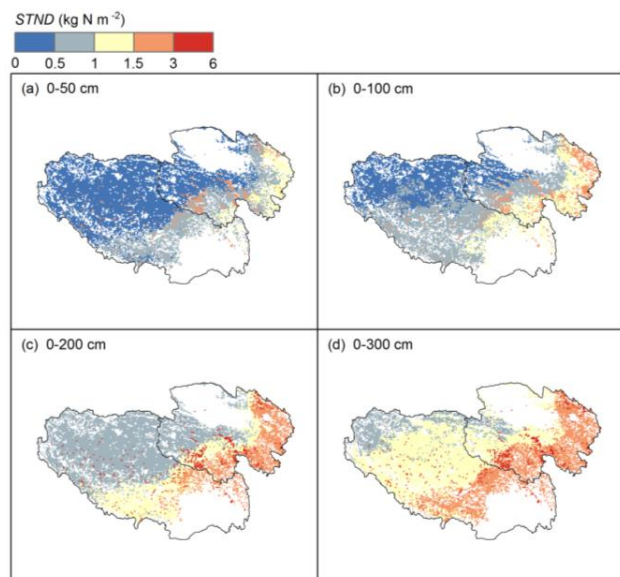 STND (kg N m⁻²)
0 0.5 1 1.5 3 6
(a) 0-50 cm
(b) 0-100 cm
(c) 0-200 cm
(d) 0-300 cm